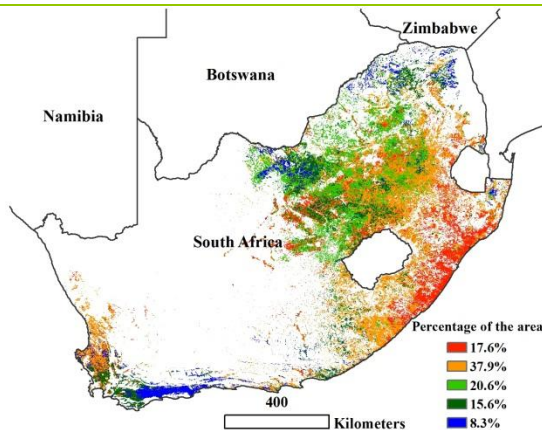 Zimbabwe
Botswana
Namibia
South Africa
Percentage of the area
17.6%
37.9%
20.6%
15.6%
8.3%
400
Kilometers